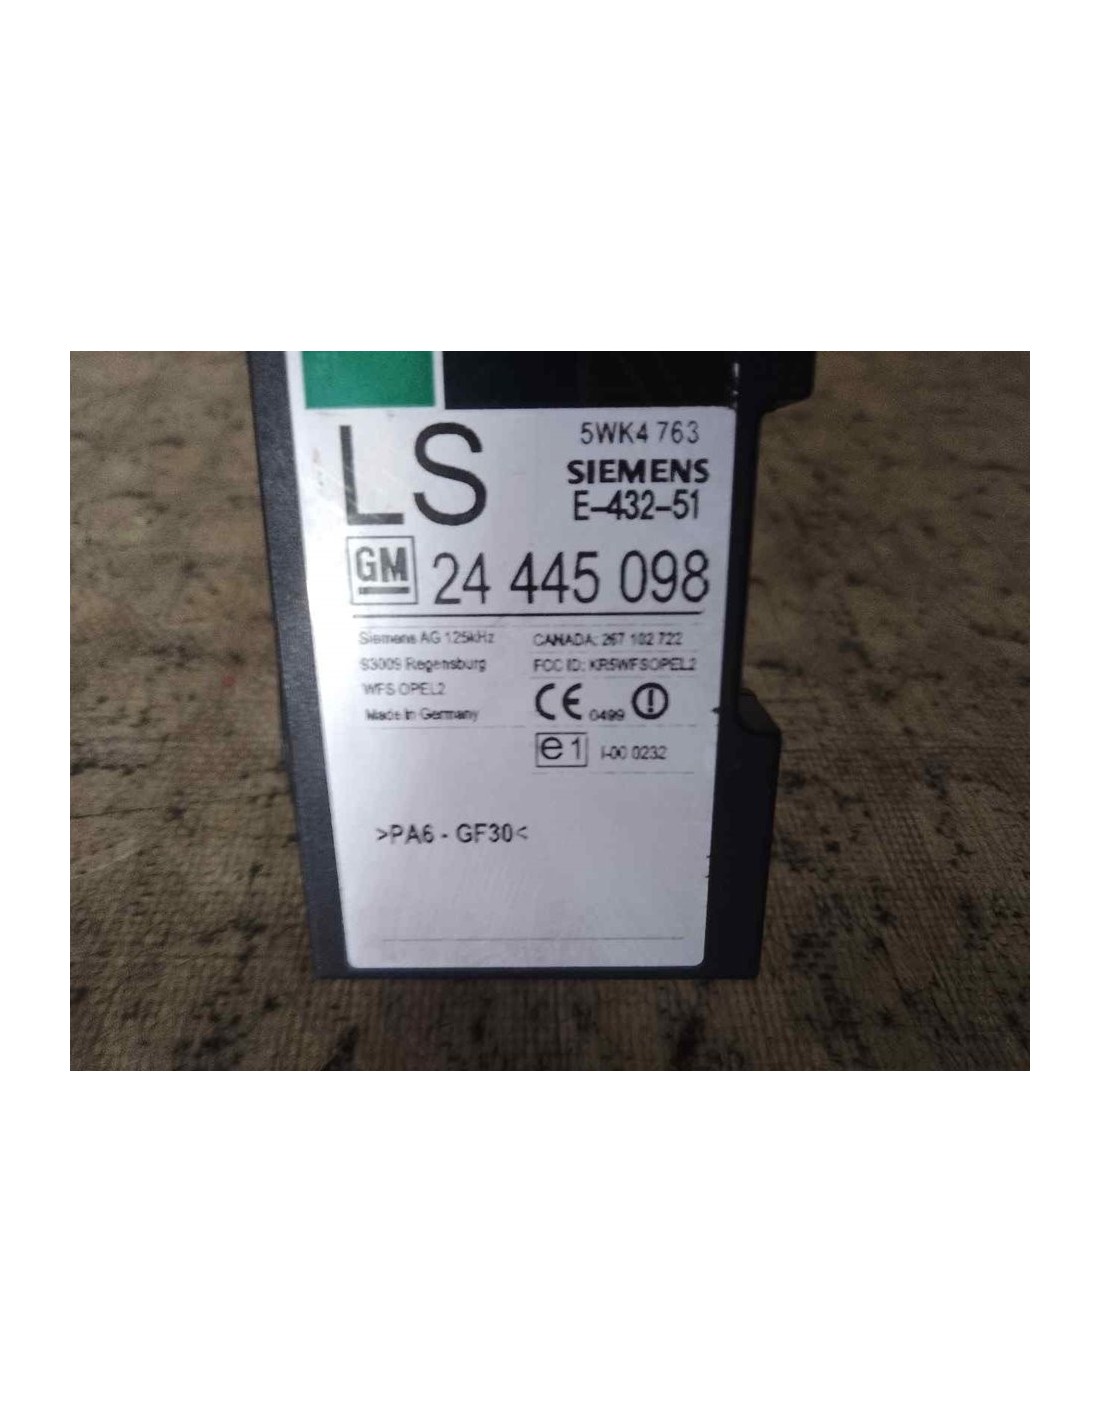 LS
5WK4 763
SIEMENS
E-432-51
GM
24 445 098
Siemens AG 125kHz
CANADA: 267 102 722
93009 Regensburg
FCC ID: KR5WFSOPEL2
WFS OPEL2
Made In Germany
CE 0499
e1 I-00 0232
>PA6 - GF30<